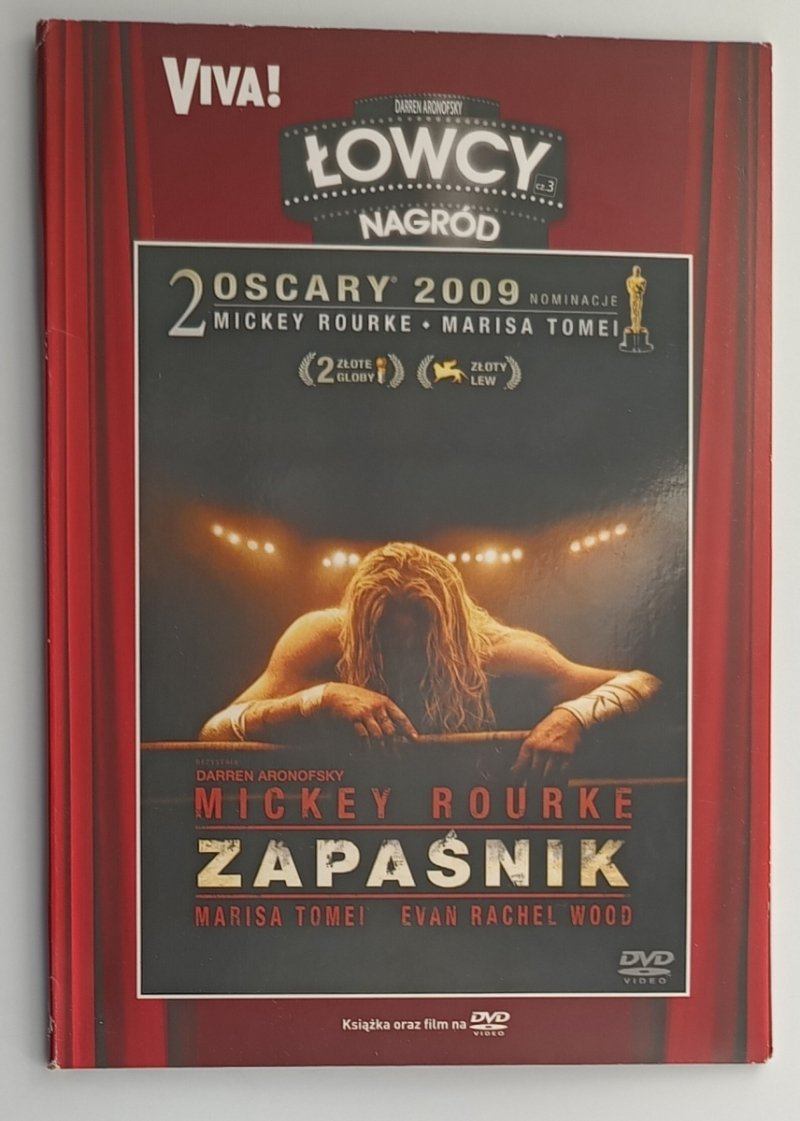 VIVA!
DARREN ARONOFSKY
ŁOWCY
cz.3
NAGRÓD
2 OSCARY® 2009 NOMINACJE
MICKEY ROURKE • MARISA TOMEI
2 ZŁOTE GLOBY
ZŁOTY LEW
REŻYSERIA
DARREN ARONOFSKY
MICKEY ROURKE
ZAPAŚNIK
MARISA TOMEI EVAN RACHEL WOOD
DVD
VIDEO
Książka oraz film na DVD
VIDEO